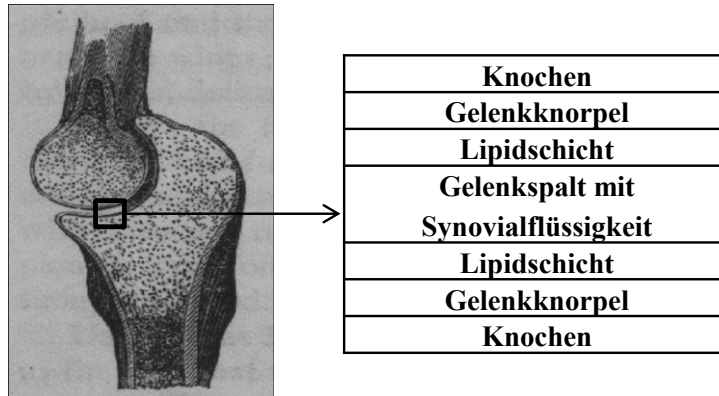 Knochen
Gelenkknorpel
Lipidschicht
Gelenkspalt mit
Synovialflüssigkeit
Lipidschicht
Gelenkknorpel
Knochen